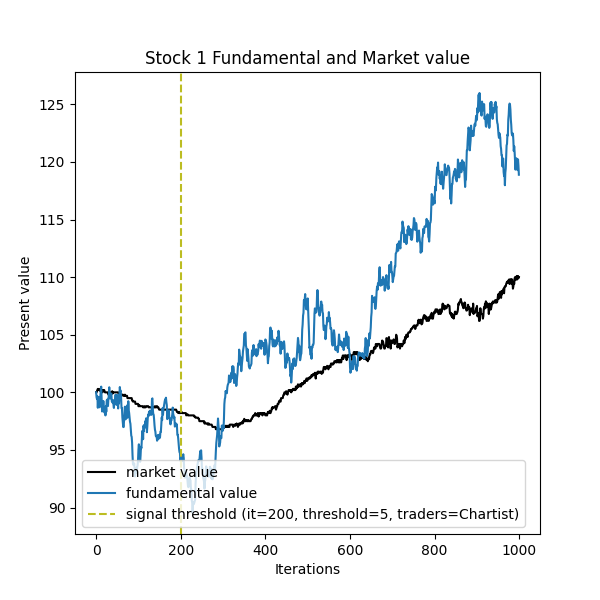 Stock 1 Fundamental and Market value
Present value
125
120
115
110
105
100
95
90
market value
fundamental value
signal threshold (it=200, threshold=5, traders=Chartist)
0 200 400 600 800 1000
Iterations